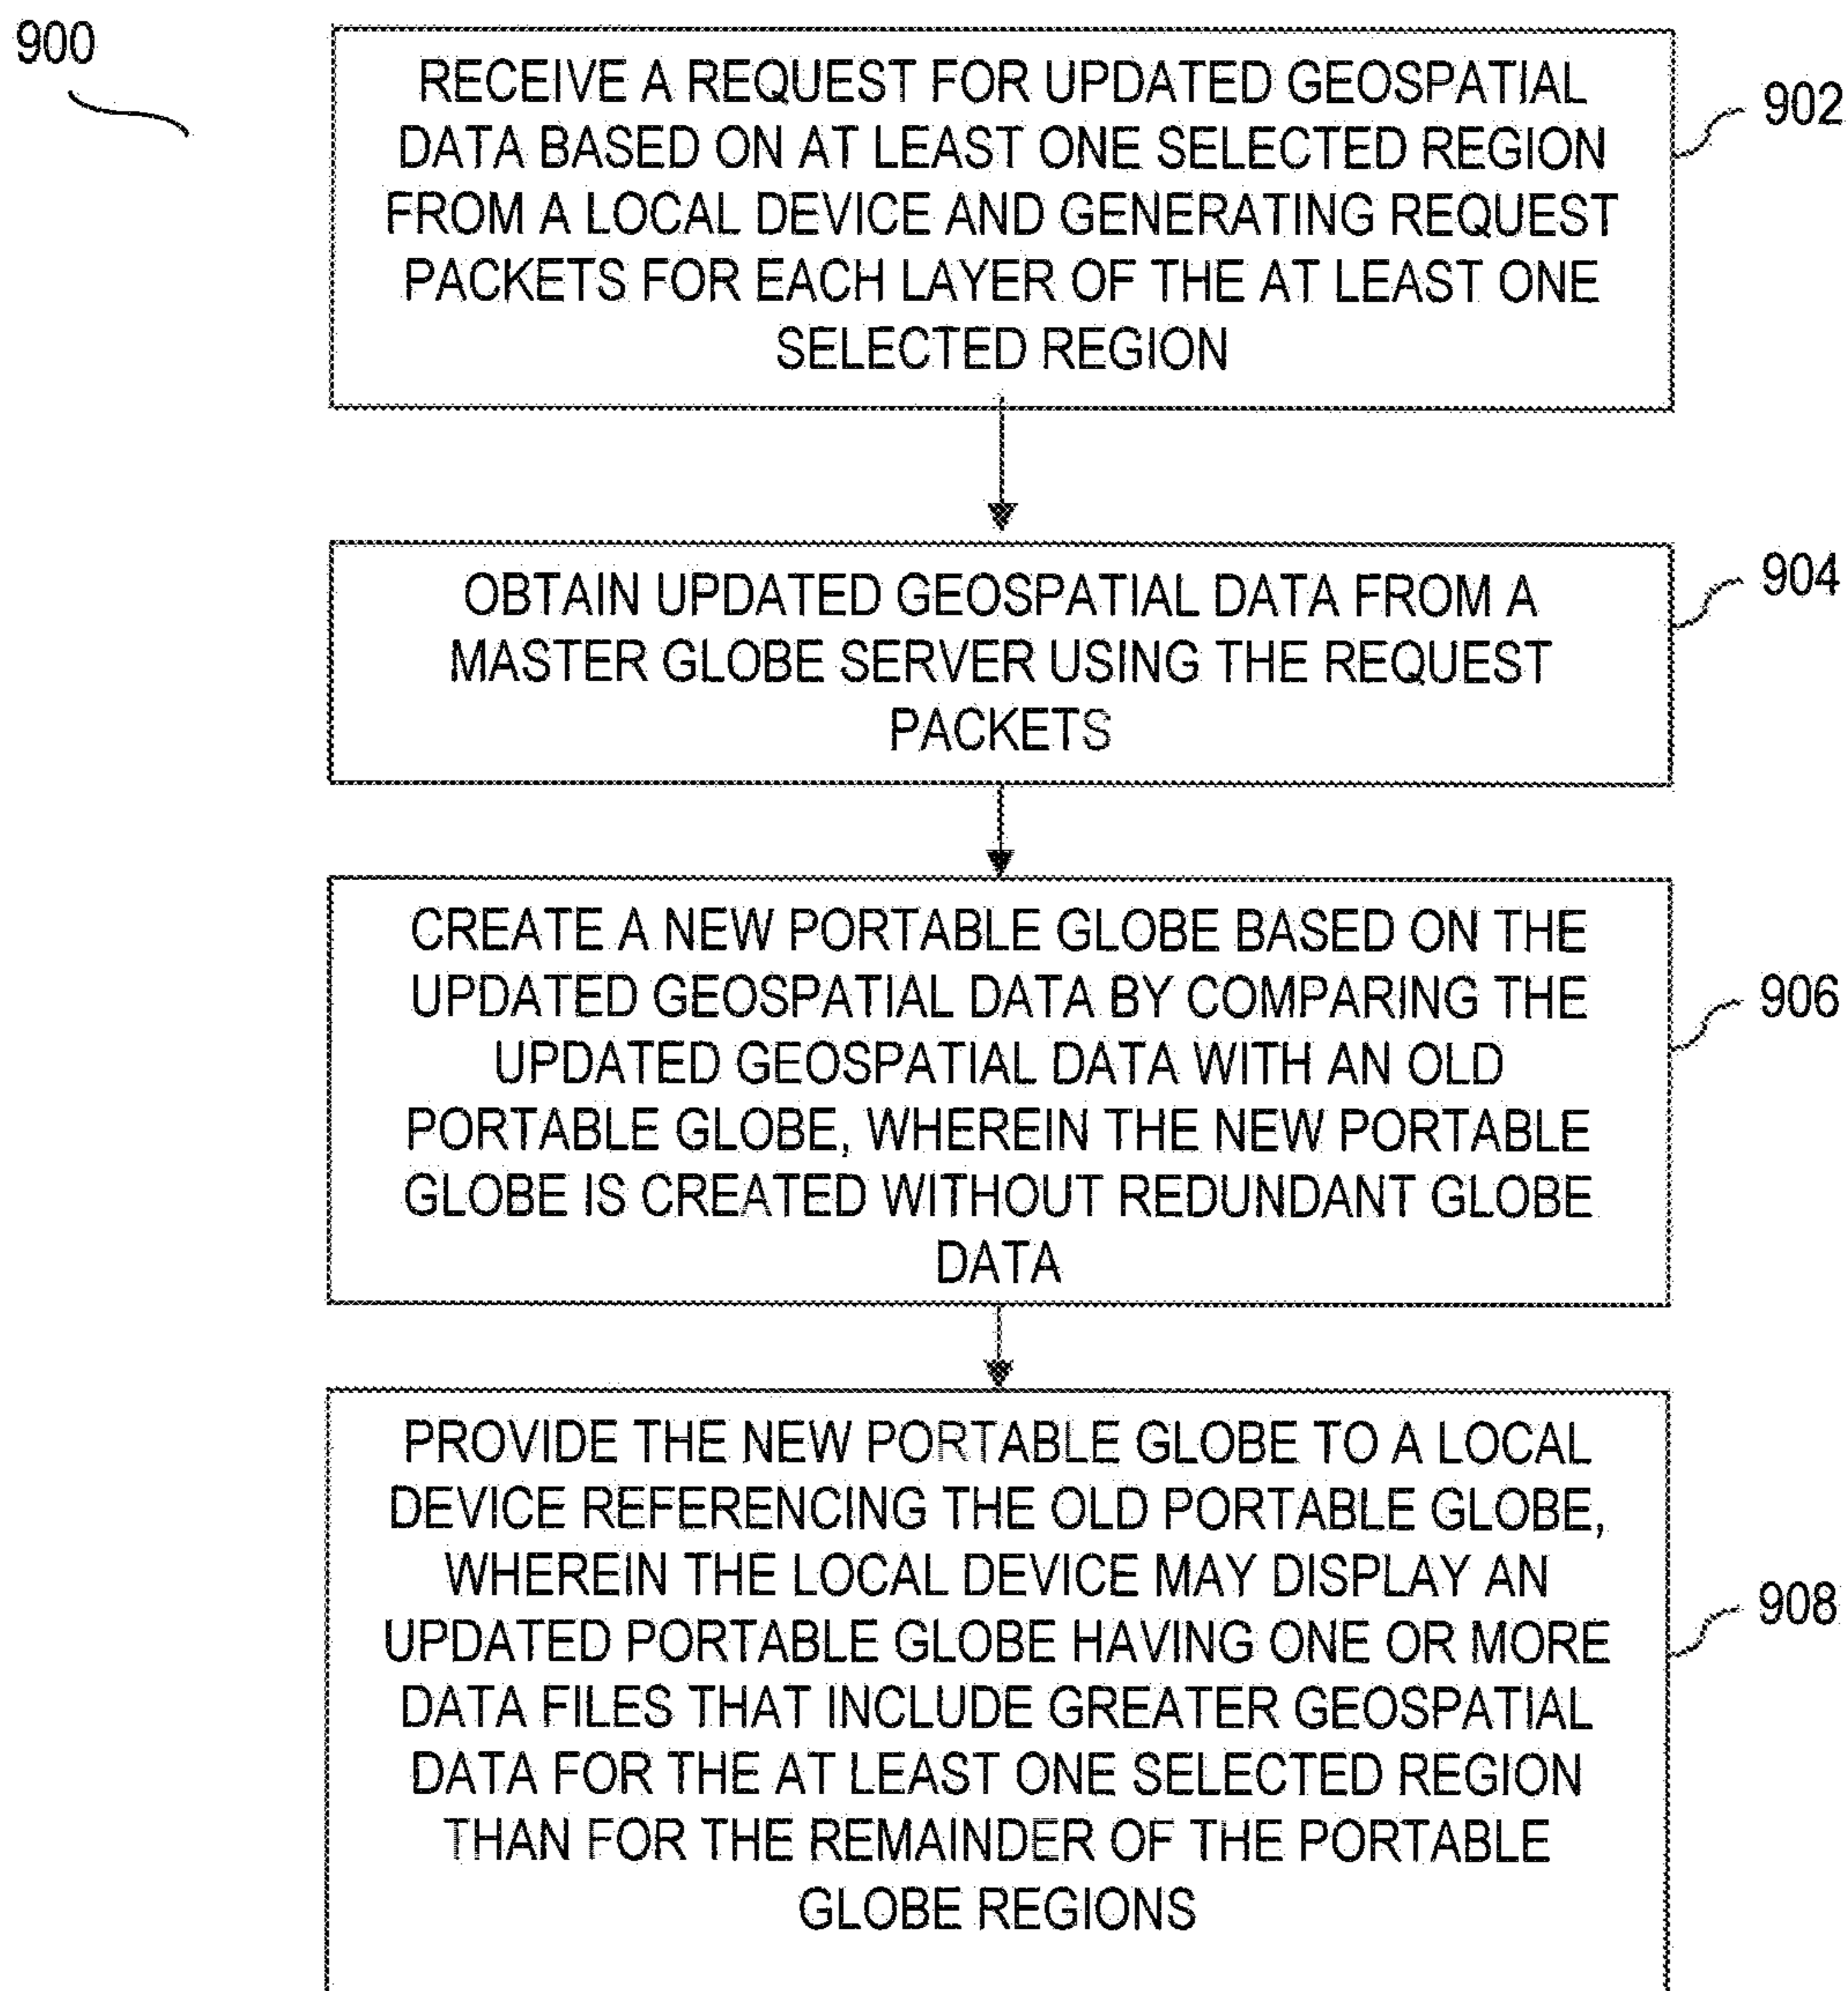 900
RECEIVE A REQUEST FOR UPDATED GEOSPATIAL
DATA BASED ON AT LEAST ONE SELECTED REGION
FROM A LOCAL DEVICE AND GENERATING REQUEST
PACKETS FOR EACH LAYER OF THE AT LEAST ONE
SELECTED REGION
902
OBTAIN UPDATED GEOSPATIAL DATA FROM A
MASTER GLOBE SERVER USING THE REQUEST
PACKETS
904
CREATE A NEW PORTABLE GLOBE BASED ON THE
UPDATED GEOSPATIAL DATA BY COMPARING THE
UPDATED GEOSPATIAL DATA WITH AN OLD
PORTABLE GLOBE, WHEREIN THE NEW PORTABLE
GLOBE IS CREATED WITHOUT REDUNDANT GLOBE
DATA
906
PROVIDE THE NEW PORTABLE GLOBE TO A LOCAL
DEVICE REFERENCING THE OLD PORTABLE GLOBE,
WHEREIN THE LOCAL DEVICE MAY DISPLAY AN
UPDATED PORTABLE GLOBE HAVING ONE OR MORE
DATA FILES THAT INCLUDE GREATER GEOSPATIAL
DATA FOR THE AT LEAST ONE SELECTED REGION
THAN FOR THE REMAINDER OF THE PORTABLE
GLOBE REGIONS
908